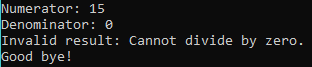 Numerator: 15
Denominator: 0
Invalid result: Cannot divide by zero.
Good bye!